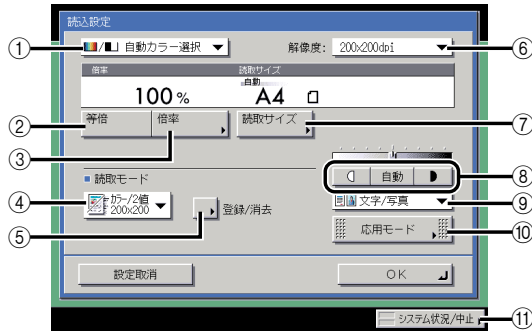 読込設定
① 自動カラー選択 解像度: 200x200dpi ⑥
倍率 読取サイズ
自動
100% A4
② 等倍 倍率 読取サイズ ⑦
③
読取モード
自動 ⑧
④ カラー/2値
200x200
⑤ 登録/消去
文字/写真 ⑨
応用モード ⑩
設定取消 OK
システム状況/中止 ⑪